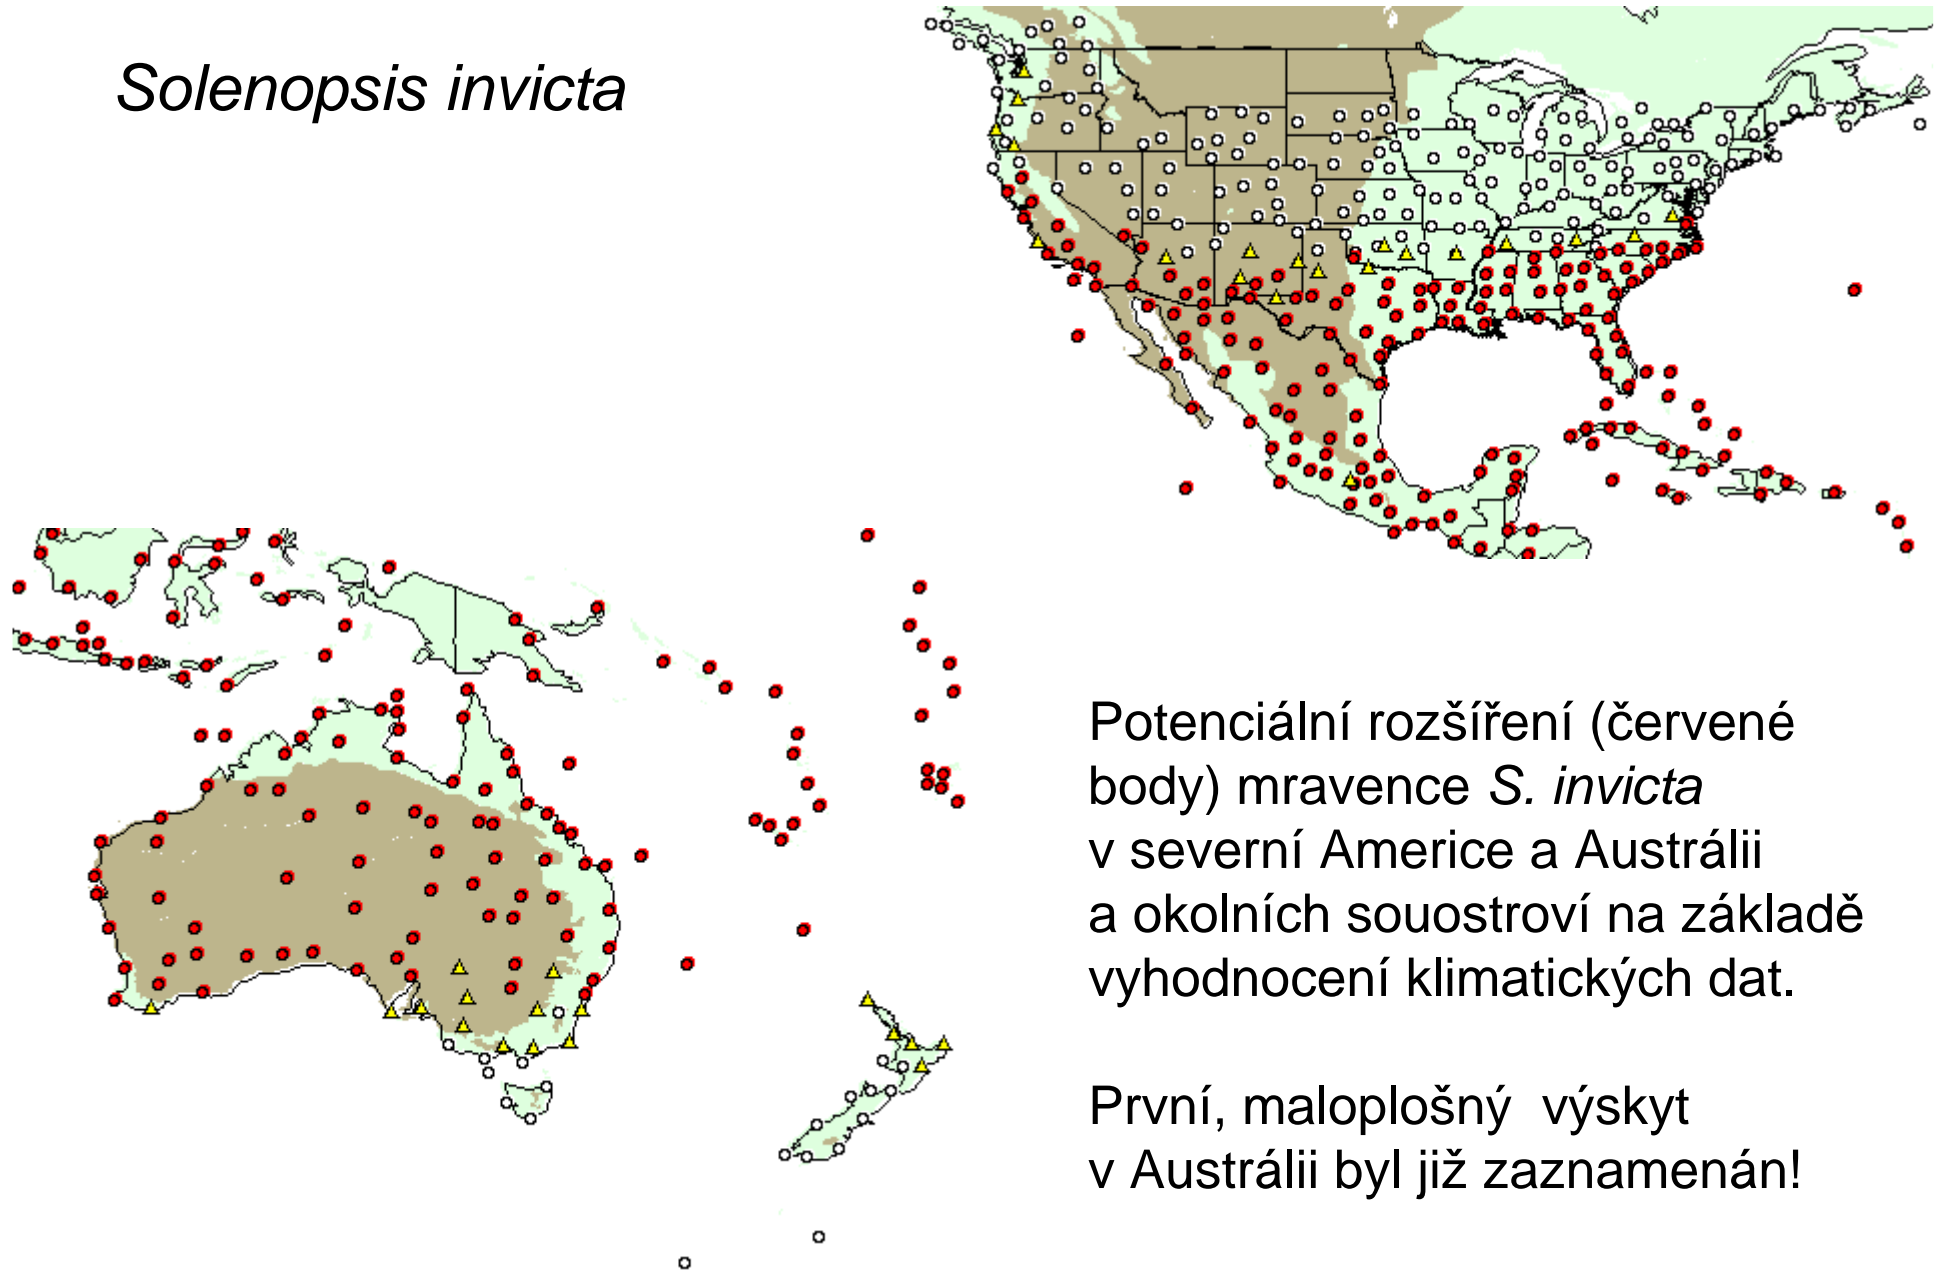 Solenopsis invicta
Potenciální rozšíření (červené
body) mravence S. invicta
v severní Americe a Austrálii
a okolních souostroví na základě
vyhodnocení klimatických dat.
První, maloplošný  výskyt
v Austrálii byl již zaznamenán!